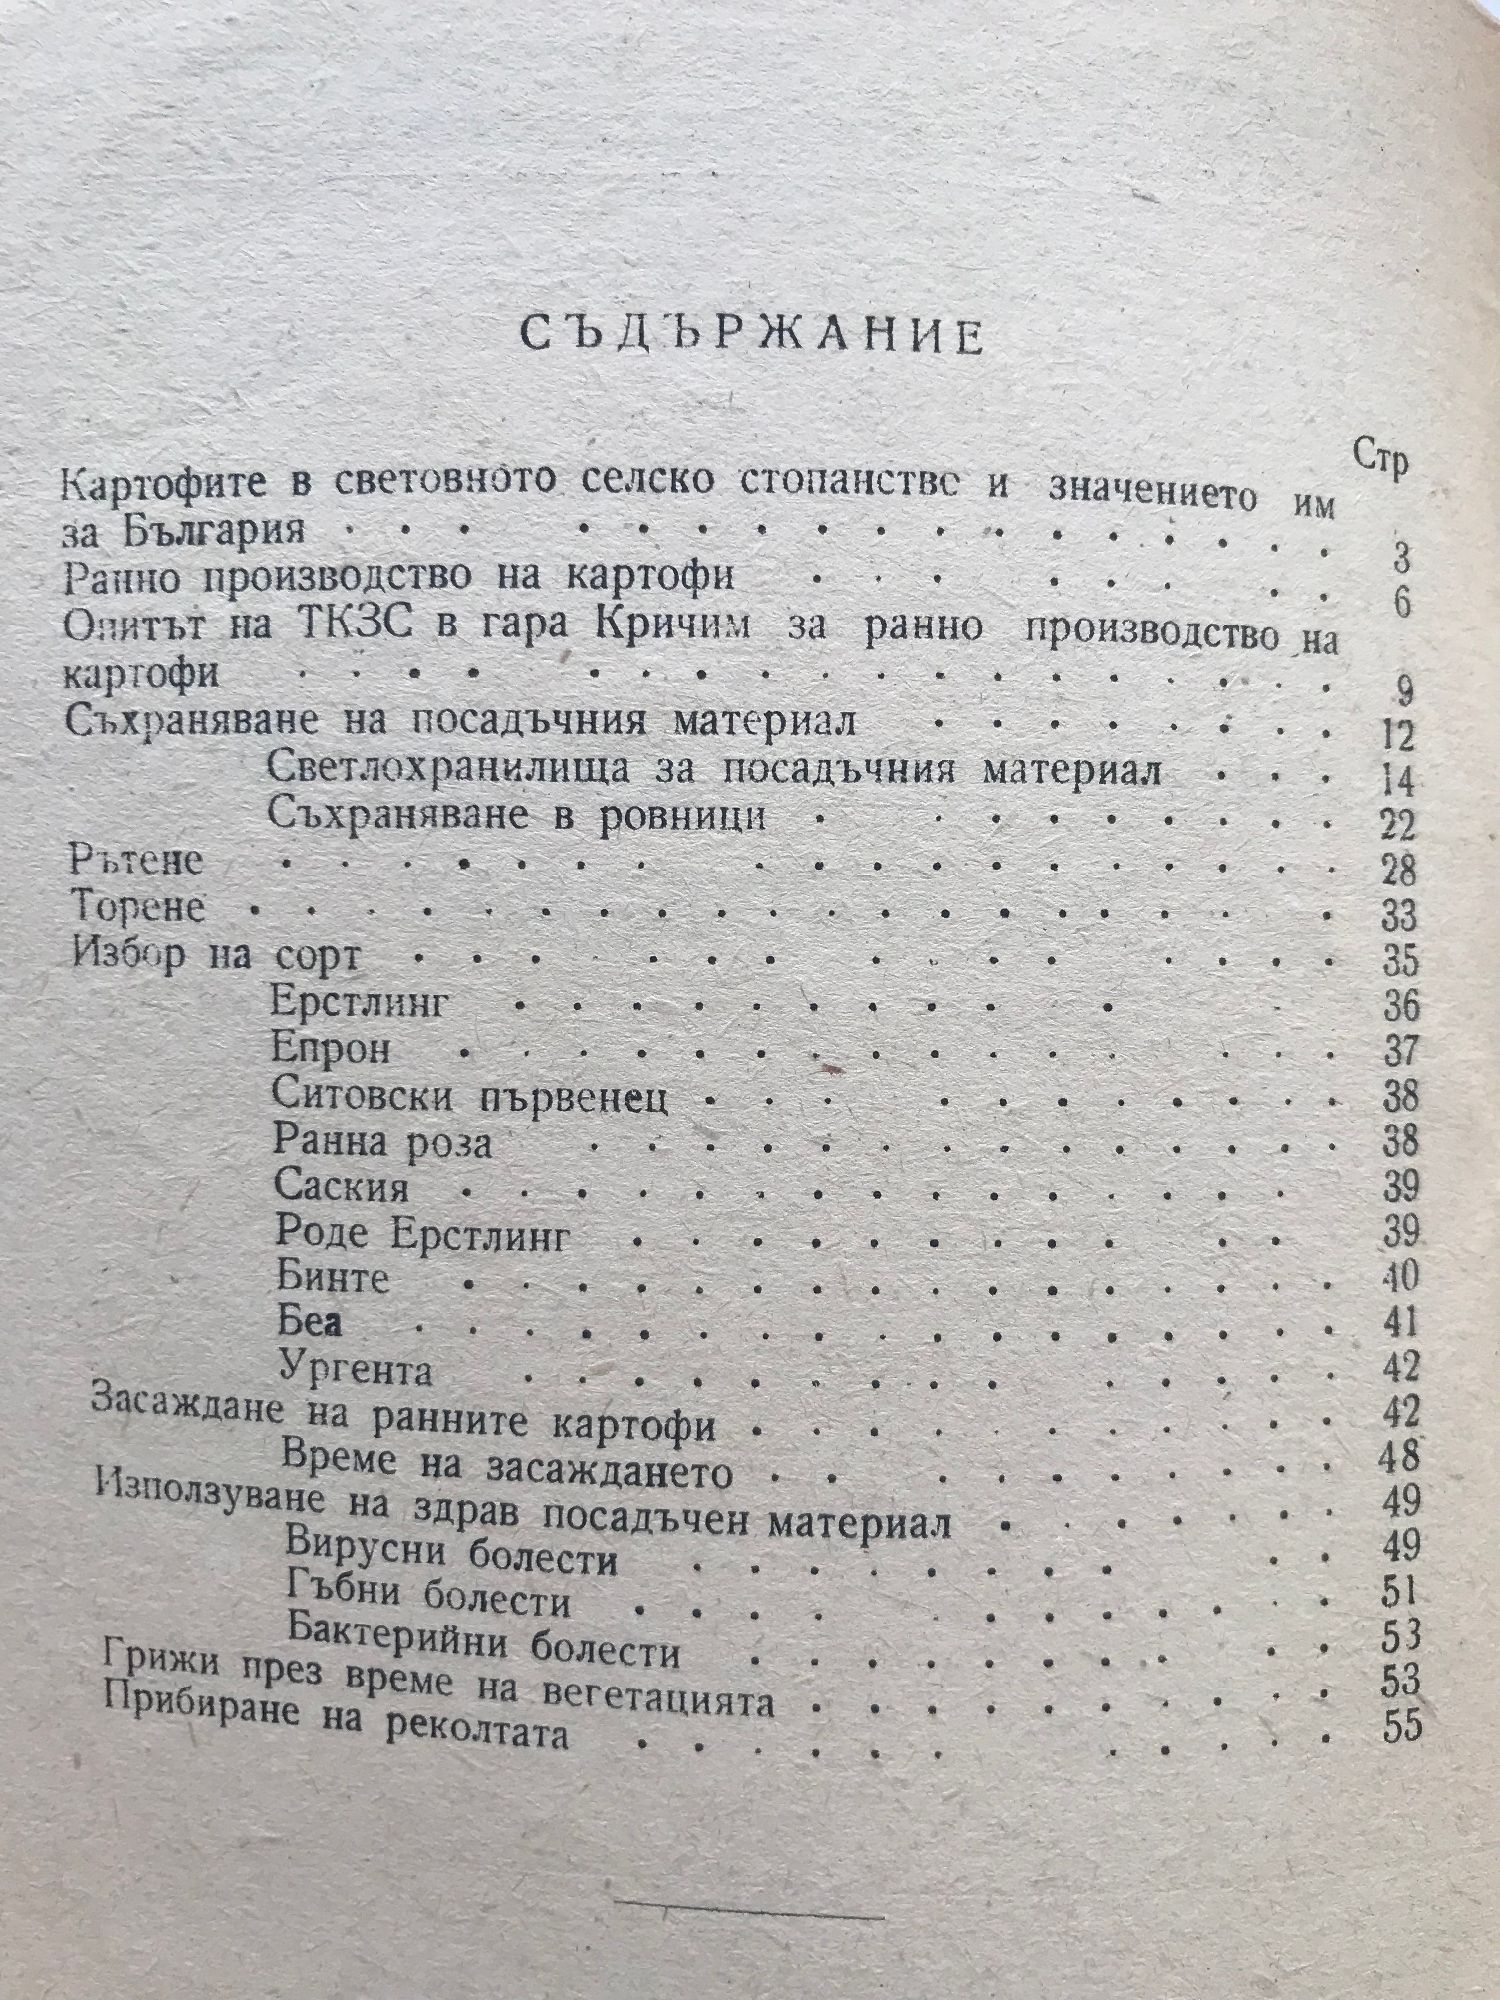 СЪДЪРЖАНИЕ
Стр
Картофите в световното селско стопанство и значението им
за България . . . . . . . . . . . . . . . . 3
Ранно производство на картофи . . . . . . . . 6
Опитът на ТКЗС в гара Кричим за ранно производство на
картофи . . . . . . . . . . . . . . . . . 9
Съхраняване на посадъчния материал . . . . . . . . 12
Светлохранилища за посадъчния материал . . . 14
Съхраняване в ровници . . . . . . . . . 22
Рътене . . . . . . . . . . . . . . . . . 28
Торене . . . . . . . . . . . . . . . . . . 33
Избор на сорт . . . . . . . . . . . . . . 35
Ерстлинг . . . . . . . . . . . 36
Епрон . . . . . . . . . . . . . . . 37
Ситовски първенец . . . . . . . . . . . 38
Ранна роза . . . . . . . . . . . . . 38
Саския . . . . . . . . . . . . . . . 39
Роде Ерстлинг . . . . . . . . . . . 39
Бинте . . . . . . . . . . . . . . . . 40
Беа . . . . . . . . . . . . . . . . 41
Ургента . . . . . . . . . . . . . . 42
Засаждане на ранните картофи . . . . . . . . . . 42
Време на засаждането . . . . . . . . . 48
Използуване на здрав посадъчен материал . . . . . . . 49
Вирусни болести . . . . . . . . . . 49
Гъбни болести . . . . . . . . . . . 51
Бактерийни болести . . . . . . . . . . 53
Грижи през време на вегетацията . . . . . . . . . . 53
Прибиране на реколтата . . . . . . . . . . 55